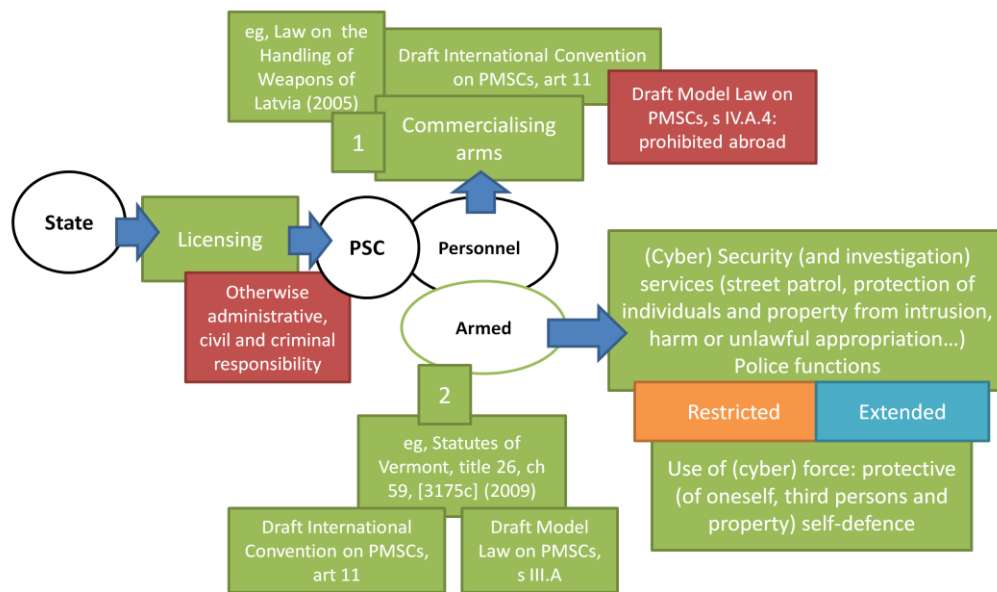 eg, Law on the
Handling of
Weapons of
Latvia (2005)
Draft International Convention
on PMSCs, art 11
Draft Model Law on
PMSCs, s IV.A.4:
prohibited abroad
1
Commercialising
arms
State
Licensing
PSC
Personnel
Otherwise
administrative,
civil and criminal
responsibility
Armed
(Cyber) Security (and investigation)
services (street patrol, protection of
individuals and property from intrusion,
harm or unlawful appropriation...)
Police functions
Restricted
Extended
Use of (cyber) force: protective
(of oneself, third persons and
property) self-defence
2
eg, Statutes of
Vermont, title 26, ch
59, [3175c] (2009)
Draft International
Convention on PMSCs,
art 11
Draft Model
Law on PMSCs,
s III.A